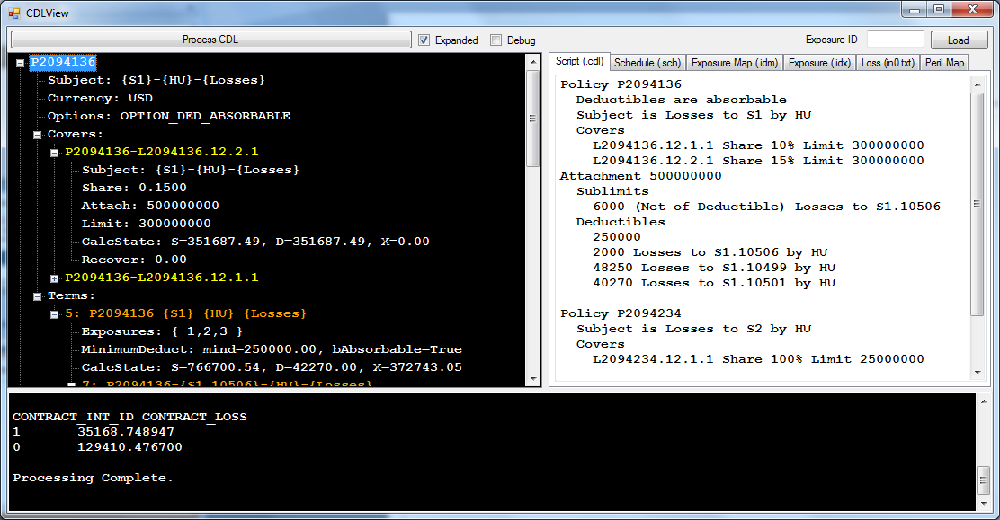 CDLView
Process CDL
Expanded
Debug
Exposure ID
Load
P2094136
Subject: {S1}-{HU}-{Losses}
Currency: USD
Options: OPTION_DED_ABSORBABLE
Covers:
P2094136-L2094136.12.2.1
Subject: {S1}-{HU}-{Losses}
Share: 0.1500
Attach: 500000000
Limit: 300000000
CalcState: S=351687.49, D=351687.49, X=0.00
Recover: 0.00
P2094136-L2094136.12.1.1
Terms:
5: P2094136-{S1}-{HU}-{Losses}
Exposures: { 1,2,3 }
MinimumDeduct: mind=250000.00, bAbsorbable=True
CalcState: S=766700.54, D=42270.00, X=372743.05
7: P2094136-{S1.10506}-{HU}-{Losses}
Script (.cdl)
Schedule (.sch)
Exposure Map (.idm)
Exposure (.idx)
Loss (in0.txt)
Peril Map
Policy P2094136
Deductibles are absorbable
Subject is Losses to S1 by HU
Covers
L2094136.12.1.1 Share 10% Limit 300000000
L2094136.12.2.1 Share 15% Limit 300000000
Attachment 500000000
Sublimits
6000 (Net of Deductible) Losses to S1.10506
Deductibles
250000
2000 Losses to S1.10506 by HU
48250 Losses to S1.10499 by HU
40270 Losses to S1.10501 by HU
Policy P2094234
Subject is Losses to S2 by HU
Covers
L2094234.12.1.1 Share 100% Limit 25000000
CONTRACT_INT_ID CONTRACT_LOSS
1 35168.748947
0 129410.476700
Processing Complete.